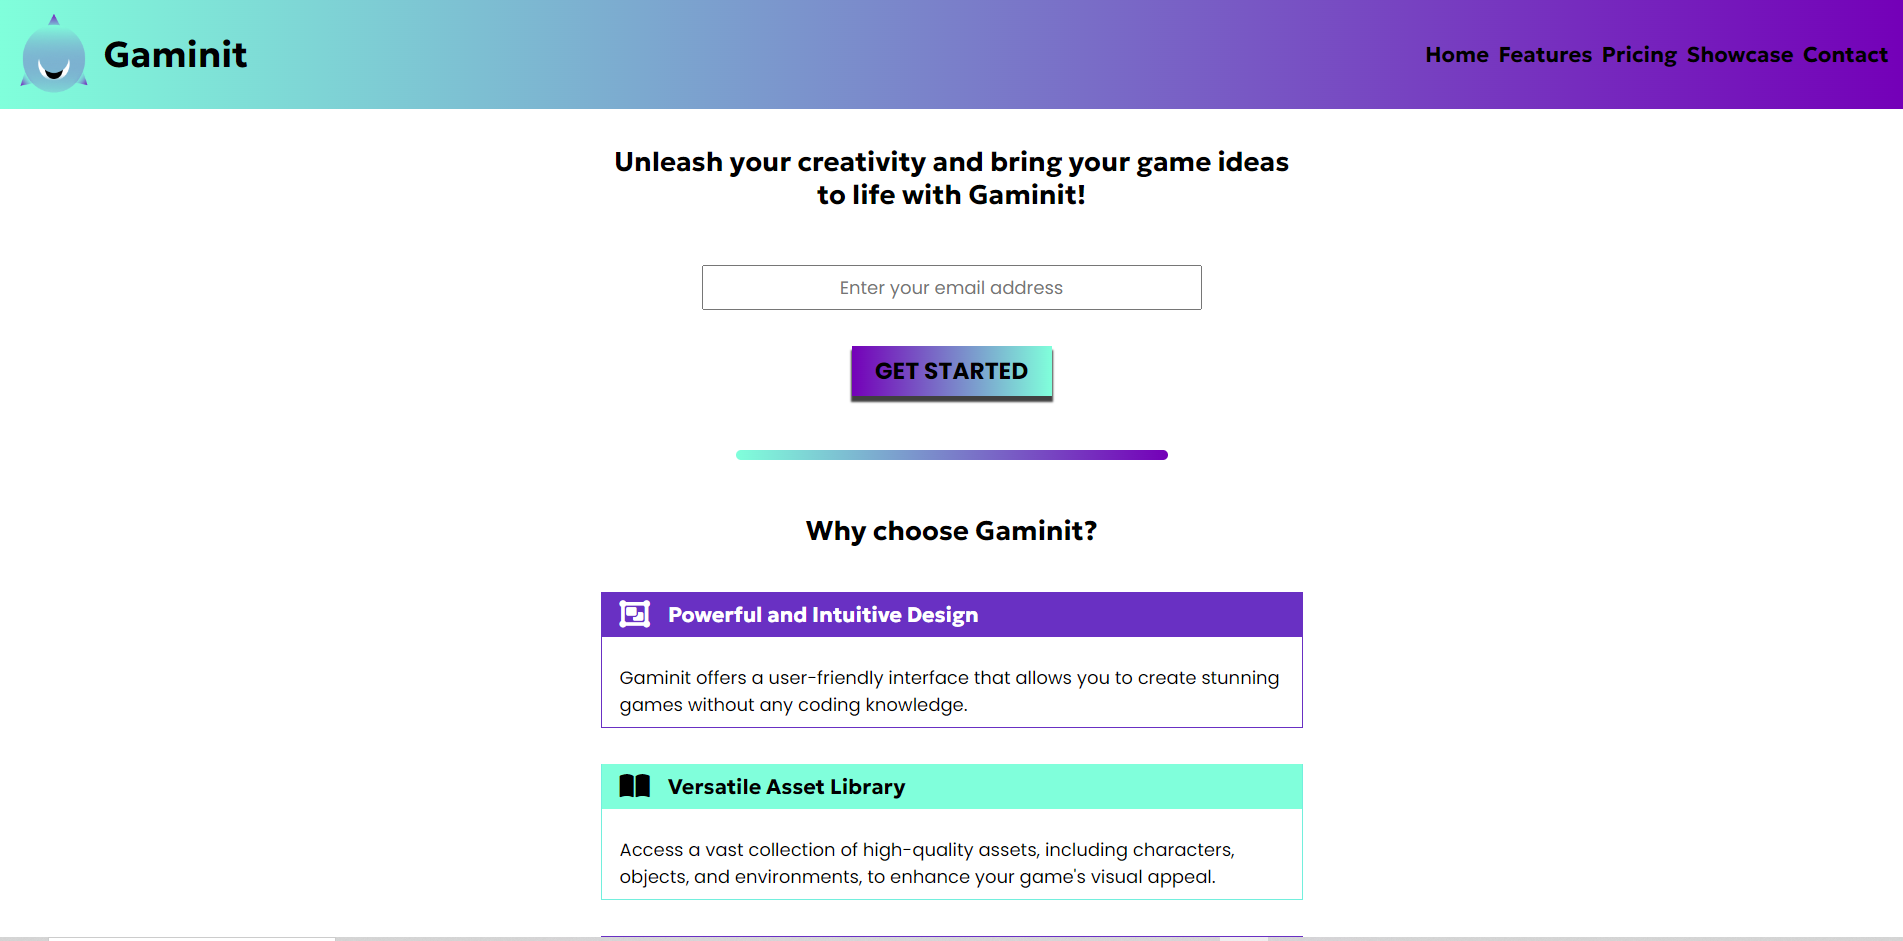 Gaminit
Home Features Pricing Showcase Contact
Unleash your creativity and bring your game ideas
to life with Gaminit!
Enter your email address
GET STARTED
Why choose Gaminit?
Powerful and Intuitive Design
Gaminit offers a user-friendly interface that allows you to create stunning
games without any coding knowledge.
Versatile Asset Library
Access a vast collection of high-quality assets, including characters,
objects, and environments, to enhance your game's visual appeal.